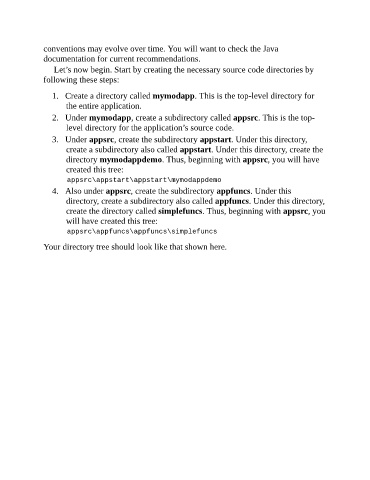 conventions may evolve over time. You will want to check the Java
documentation for current recommendations.
Let’s now begin. Start by creating the necessary source code directories by
following these steps:
1. Create a directory called mymodapp. This is the top-level directory for
the entire application.
2. Under mymodapp, create a subdirectory called appsrc. This is the top-
level directory for the application’s source code.
3. Under appsrc, create the subdirectory appstart. Under this directory,
create a subdirectory also called appstart. Under this directory, create the
directory mymodappdemo. Thus, beginning with appsrc, you will have
created this tree:
appsrc\appstart\appstart\mymodappdemo
4. Also under appsrc, create the subdirectory appfuncs. Under this
directory, create a subdirectory also called appfuncs. Under this directory,
create the directory called simplefuncs. Thus, beginning with appsrc, you
will have created this tree:
appsrc\appfuncs\appfuncs\simplefuncs
Your directory tree should look like that shown here.